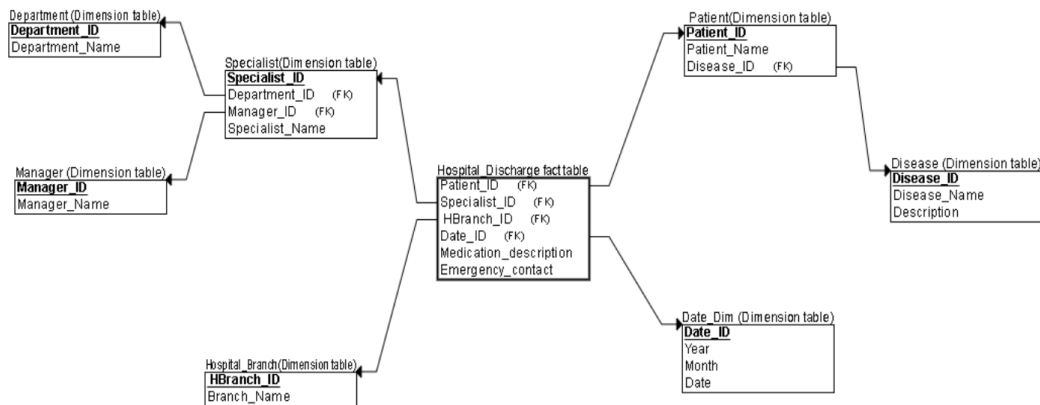 Department (Dimension table)
Department_ID
Department_Name
Specialist(Dimension table)
Specialist_ID
Department_ID (FK)
Manager_ID (FK)
Specialist_Name
Manager (Dimension table)
Manager_ID
Manager_Name
Hospital_Discharge fact table
Patient_ID (FK)
Specialist_ID (FK)
HBranch_ID (FK)
Date_ID (FK)
Medication_description
Emergency_contact
Hospital_Branch(Dimension table)
HBranch_ID
Branch_Name
Patient(Dimension table)
Patient_ID
Patient_Name
Disease_ID (FK)
Disease (Dimension table)
Disease_ID
Disease_Name
Description
Date_Dim (Dimension table)
Date_ID
Year
Month
Date